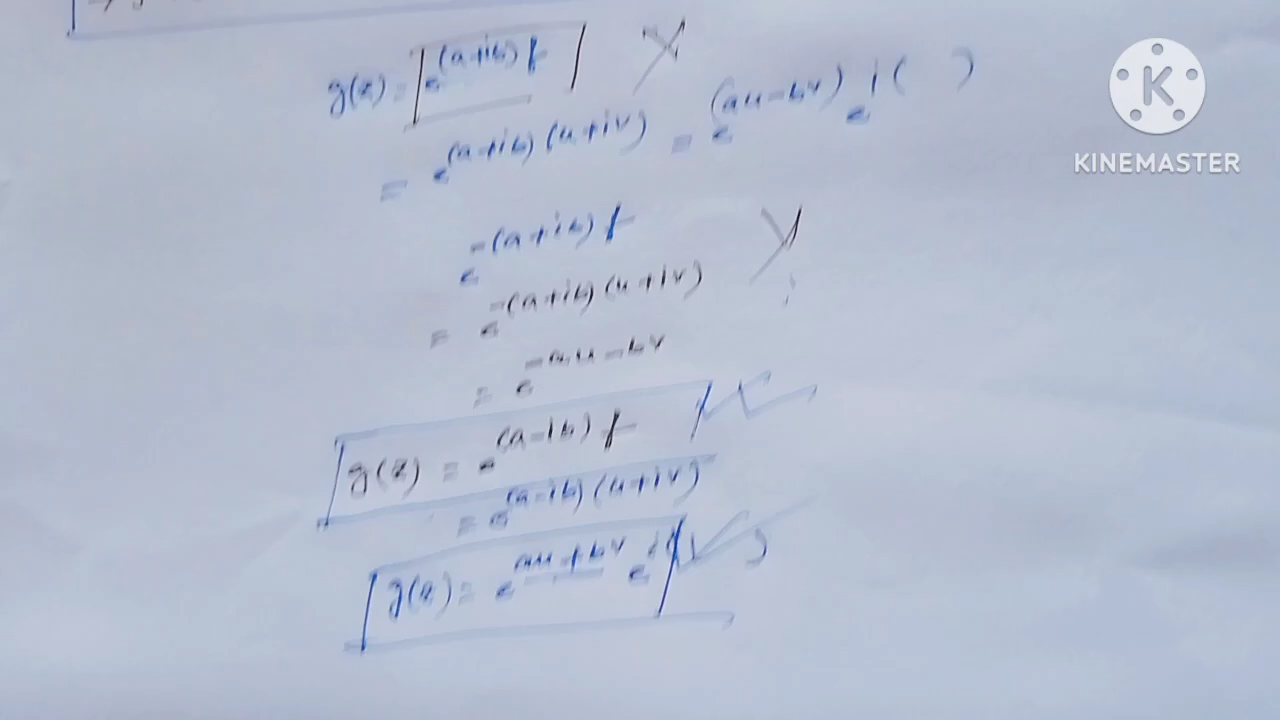 g(z) = e^(a+ib)f
= e^(a+ib)(u+iv) = e^(au-bv) e^i( )
KINEMASTER
e^-(a+ib)f
= e^-(a+ib)(u+iv)
= e^-au-bv
g(z) = e^(a-ib)f
= e^(a-ib)(u+iv)
g(z) = e^au+bv e^i( )